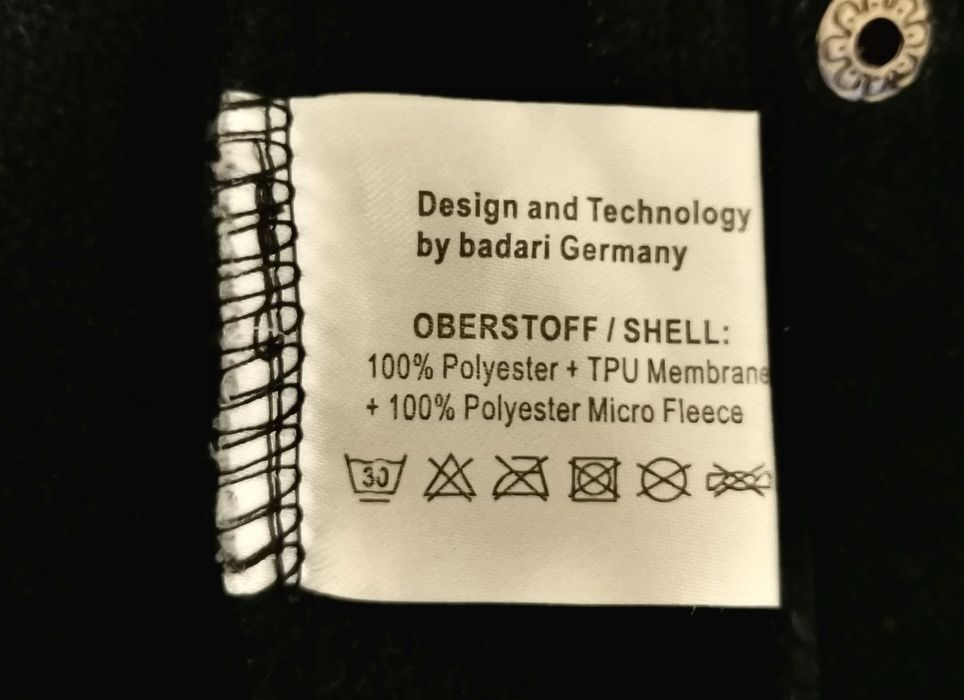 Design and Technology
by badari Germany
OBERSTOFF / SHELL:
100% Polyester + TPU Membrane
+ 100% Polyester Micro Fleece
30